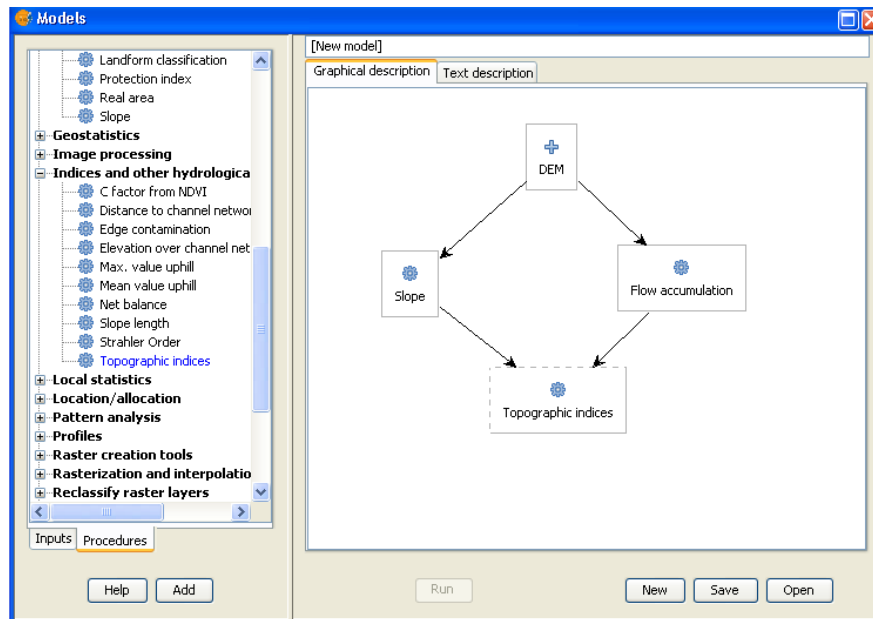 Models
Landform classification
Protection index
Real area
Slope
Geostatistics
Image processing
Indices and other hydrologica
C factor from NDVI
Distance to channel netwo
Edge contamination
Elevation over channel net
Max. value uphill
Mean value uphill
Net balance
Slope length
Strahler Order
Topographic indices
Local statistics
Location/allocation
Pattern analysis
Profiles
Raster creation tools
Rasterization and interpolatio
Reclassify raster layers
Inputs
Procedures
Help
Add
[New model]
Graphical description
Text description
DEM
Slope
Flow accumulation
Topographic indices
Run
New
Save
Open